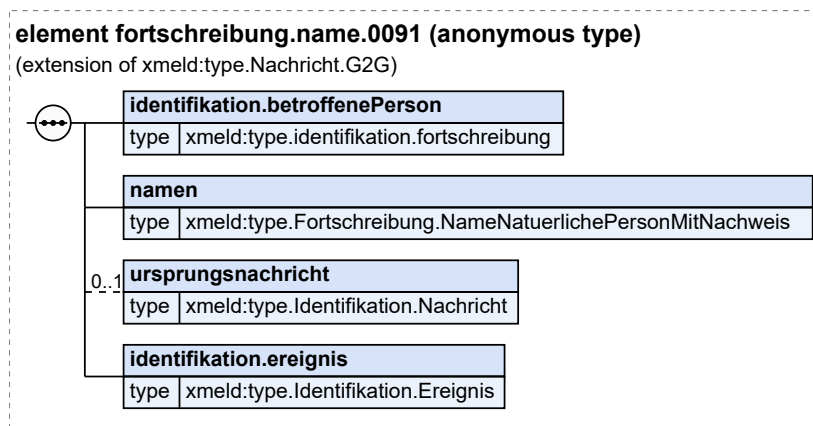 element fortschreibung.name.0091 (anonymous type)
(extension of xmeld:type.Nachricht.G2G)
identifikation.betroffenePerson
type xmeld:type.identifikation.fortschreibung
namen
type xmeld:type.Fortschreibung.NameNatuerlichePersonMitNachweis
0..1 ursprungsnachricht
type xmeld:type.Identifikation.Nachricht
identifikation.ereignis
type xmeld:type.Identifikation.Ereignis